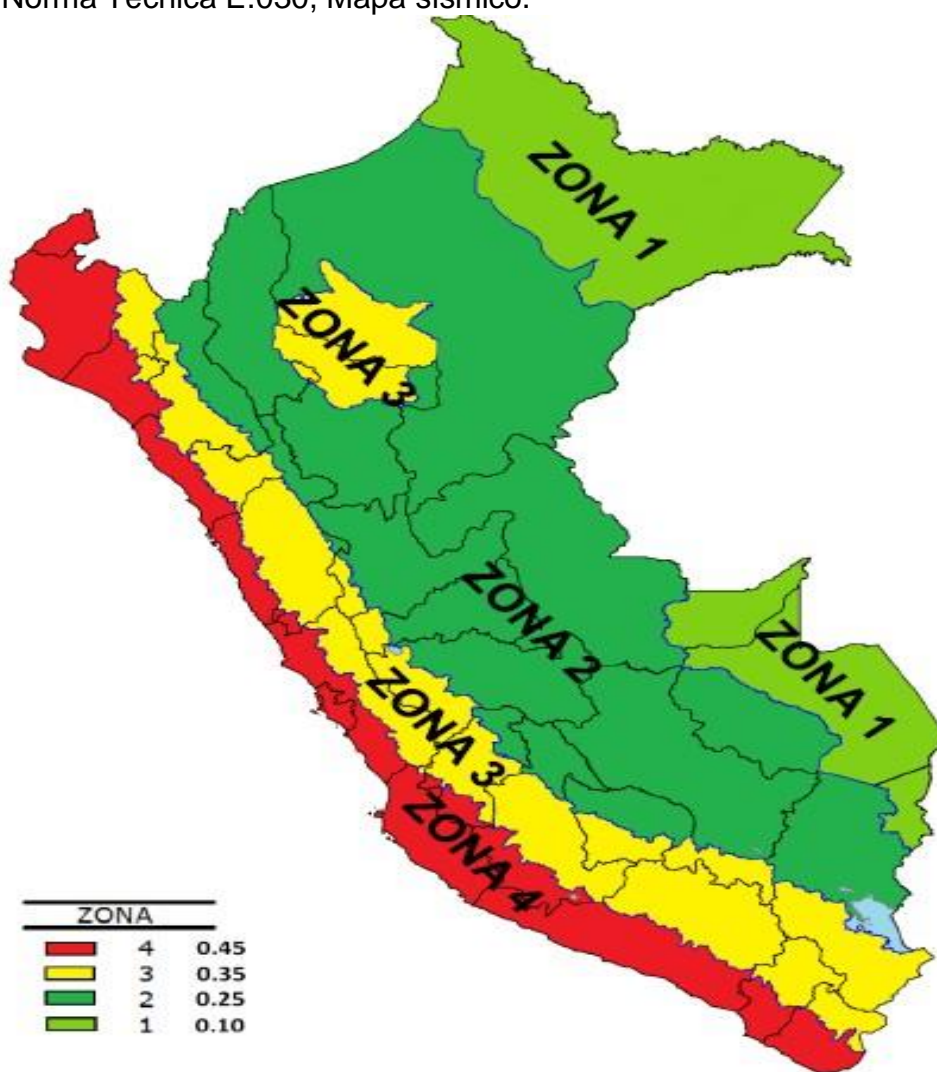 Norma Técnica E.030, Mapa sísmico.
ZONA 1
ZONA 3
ZONA 2
ZONA 1
ZONA 3
ZONA 4
ZONA
4 0.45
3 0.35
2 0.25
1 0.10